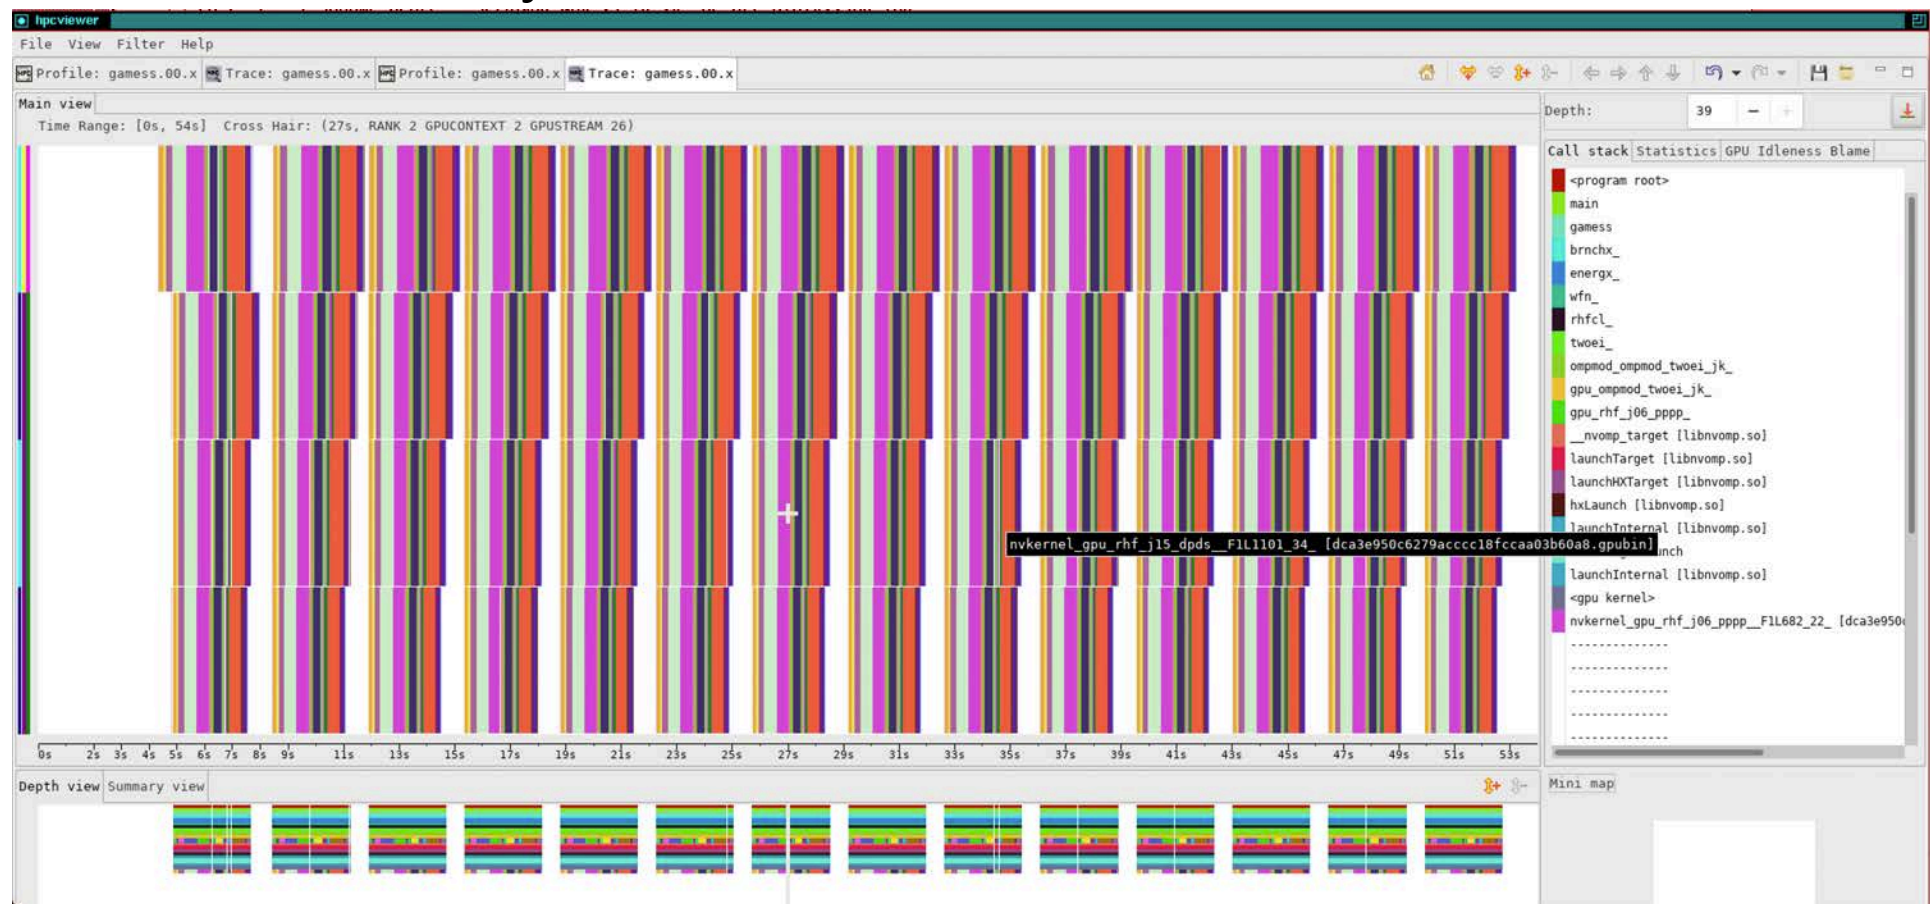 hpcviewer
File View Filter Help
Profile: gamess.00.x Trace: gamess.00.x Profile: gamess.00.x Trace: gamess.00.x
Main view
Time Range: [0s, 54s] Cross Hair: (27s, RANK 2 GPUCONTEXT 2 GPUSTREAM 26)
Depth: 39
Call stack Statistics GPU Idleness Blame
<program root>
main
gamess
brnchx_
energx_
wfn_
rhfcl_
twoei_
ompmod_ompmod_twoei_jk_
gpu_ompmod_twoei_jk_
gpu_rhf_j06_pppp_
__nvomp_target [libnvomp.so]
launchTarget [libnvomp.so]
launchHXTarget [libnvomp.so]
hxLaunch [libnvomp.so]
launchInternal [libnvomp.so]
nvkernel_gpu_rhf_j15_dpds__F1L1101_34_ [dca3e950c6279acccc18fccaa03b60a8.gpubin]
launchInternal [libnvomp.so]
<gpu kernel>
nvkernel_gpu_rhf_j06_pppp__F1L682_22_ [dca3e950
-------------
-------------
-------------
-------------
-------------
0s 2s 3s 4s 5s 6s 7s 8s 9s 11s 13s 15s 17s 19s 21s 23s 25s 27s 29s 31s 33s 35s 37s 39s 41s 43s 45s 47s 49s 51s 53s
Depth view Summary view
Mini map